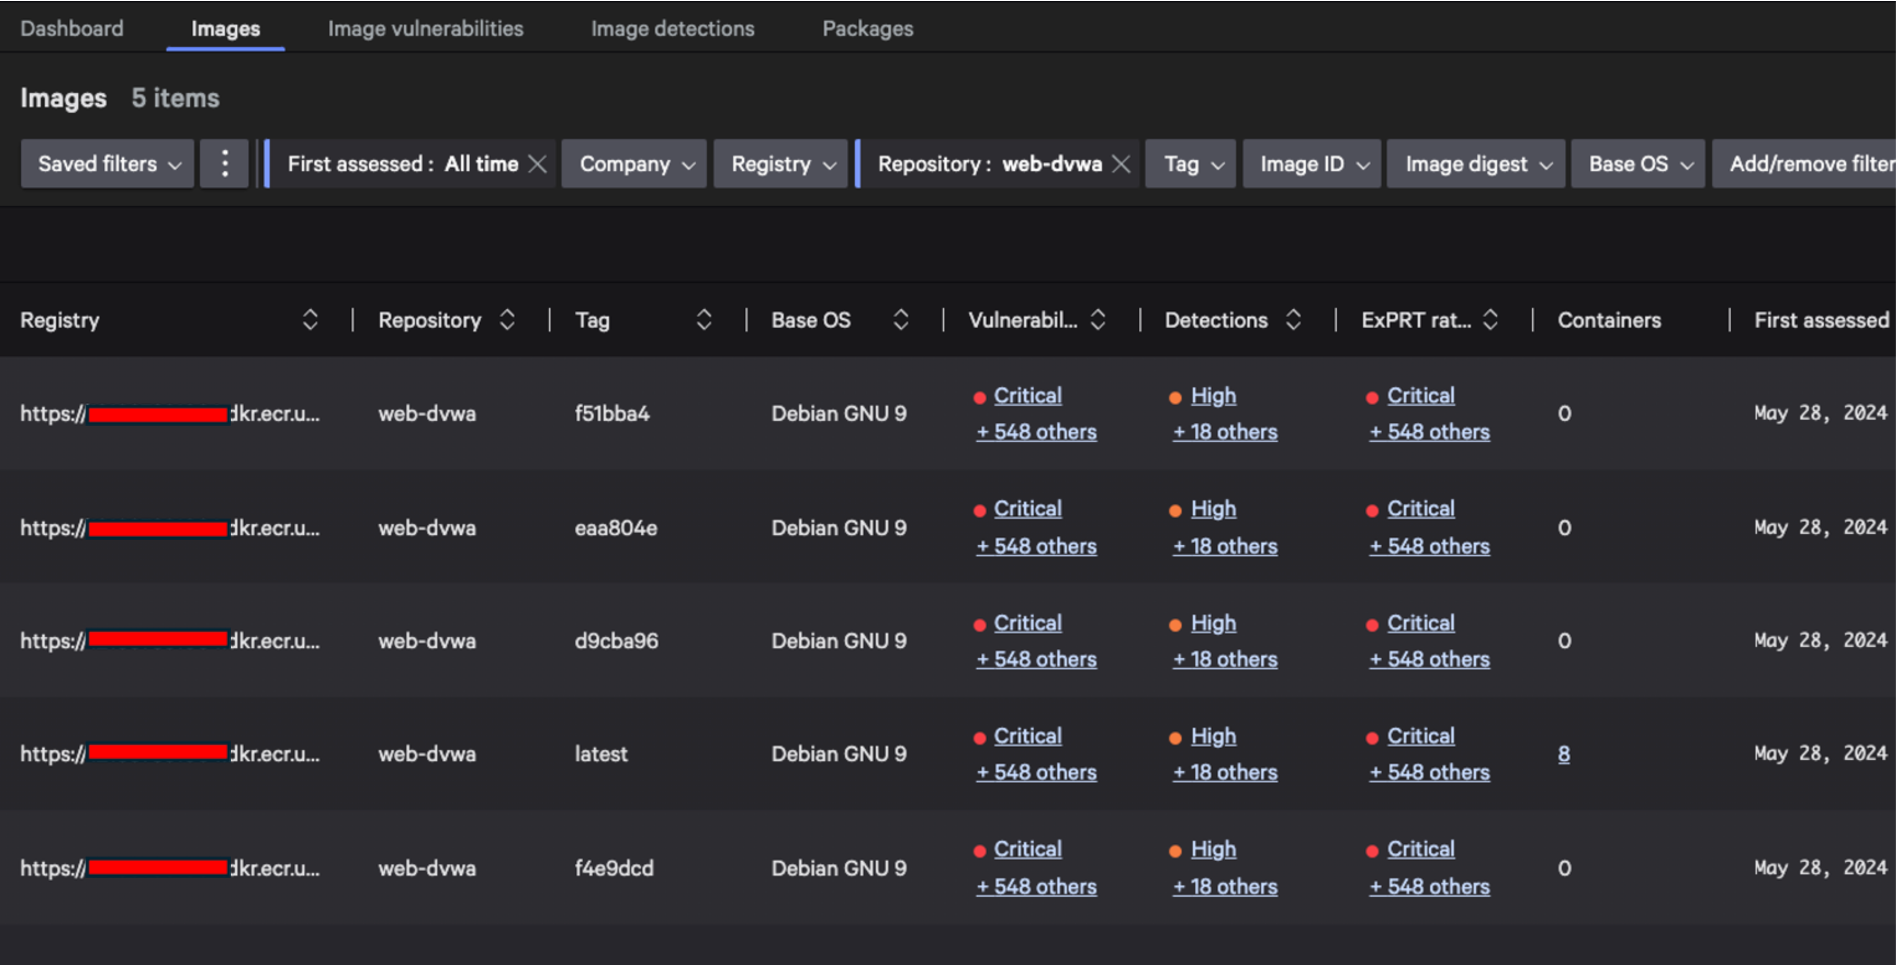 Dashboard Images Image vulnerabilities Image detections Packages
Images 5 items
Saved filters First assessed : All time Company Registry Repository : web-dvwa Tag Image ID Image digest Base OS Add/remove filter
Registry Repository Tag Base OS Vulnerabil... Detections ExPRT rat... Containers First assessed
Critical High Critical
https:// dkr.ecr.u... web-dvwa f51bba4 Debian GNU 9 0 May 28, 2024
+ 548 others + 18 others + 548 others
Critical High Critical
https:// dkr.ecr.u... web-dvwa eaa804e Debian GNU 9 0 May 28, 2024
+ 548 others + 18 others + 548 others
Critical High Critical
https:// dkr.ecr.u... web-dvwa d9cba96 Debian GNU 9 0 May 28, 2024
+ 548 others + 18 others + 548 others
Critical High Critical
https:// dkr.ecr.u... web-dvwa latest Debian GNU 9 8 May 28, 2024
+ 548 others + 18 others + 548 others
Critical High Critical
https:// dkr.ecr.u... web-dvwa f4e9dcd Debian GNU 9 0 May 28, 2024
+ 548 others + 18 others + 548 others